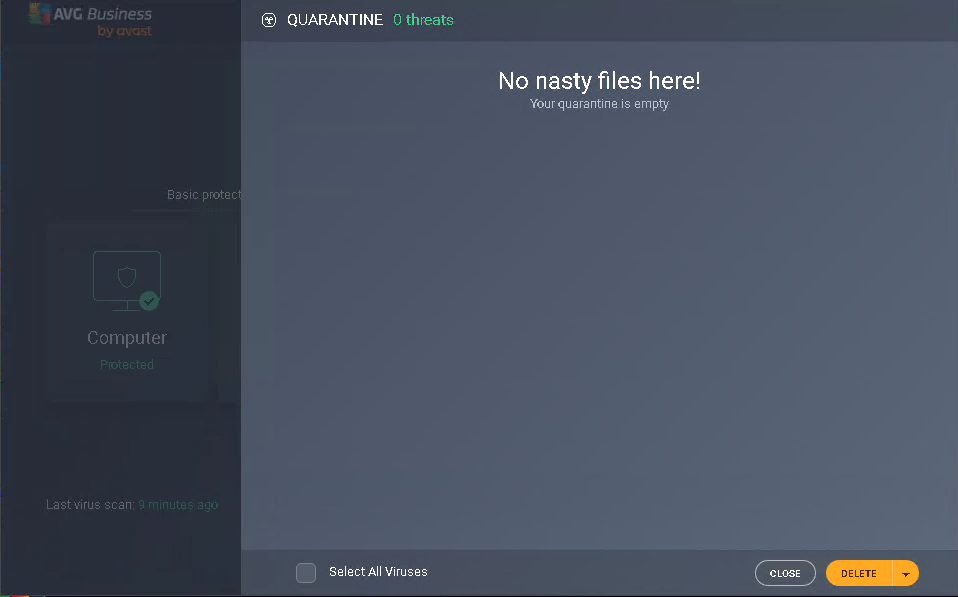 AVG Business
by avast
QUARANTINE 0 threats
No nasty files here!
Your quarantine is empty
Basic protect
Computer
Protected
Last virus scan: 9 minutes ago
Select All Viruses
CLOSE
DELETE